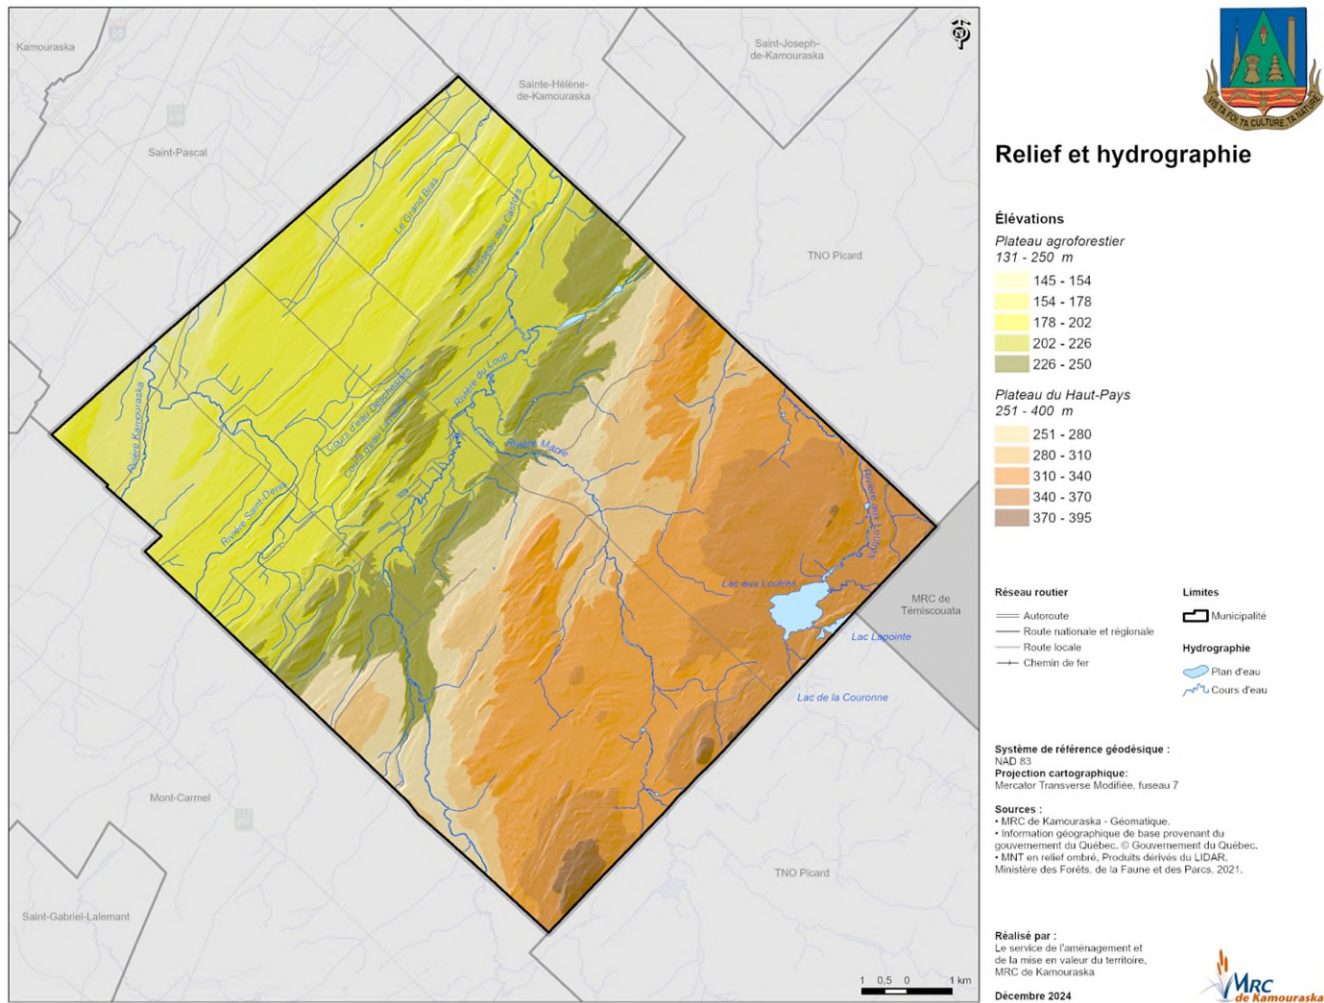 Kamouraska
Saint-Joseph-
de-Kamouraska
Sainte-Hélène-
de-Kamouraska
Saint-Pascal
TNO Picard
Le Grand Bras
Ruisseau des Castors
Rivière du Loup
Cours d'eau Deschesnes
Rivière Kamouraska
Rivière Manie
Rivière Saint-Denis
Rivière aux Loups
Lac aux Loutres
MRC de
Témiscouata
Lac Lapointe
Lac de la Couronne
Mont-Carmel
TNO Picard
Saint-Gabriel-Lalemant
1 0,5 0 1 km
Relief et hydrographie
Élévations
Plateau agroforestier
131 - 250 m
145 - 154
154 - 178
178 - 202
202 - 226
226 - 250
Plateau du Haut-Pays
251 - 400 m
251 - 280
280 - 310
310 - 340
340 - 370
370 - 395
Réseau routier
Autoroute
Route nationale et régionale
Route locale
Chemin de fer
Limites
Municipalité
Hydrographie
Plan d'eau
Cours d'eau
Système de référence géodésique :
NAD 83
Projection cartographique:
Mercator Transverse Modifiée, fuseau 7
Sources :
• MRC de Kamouraska - Géomatique.
• Information géographique de base provenant du
gouvernement du Québec. © Gouvernement du Québec.
• MNT en relief ombré, Produits dérivés du LIDAR,
Ministère des Forêts, de la Faune et des Parcs, 2021.
Réalisé par :
Le service de l'aménagement et
de la mise en valeur du territoire,
MRC de Kamouraska
Décembre 2024
MRC
de Kamouraska